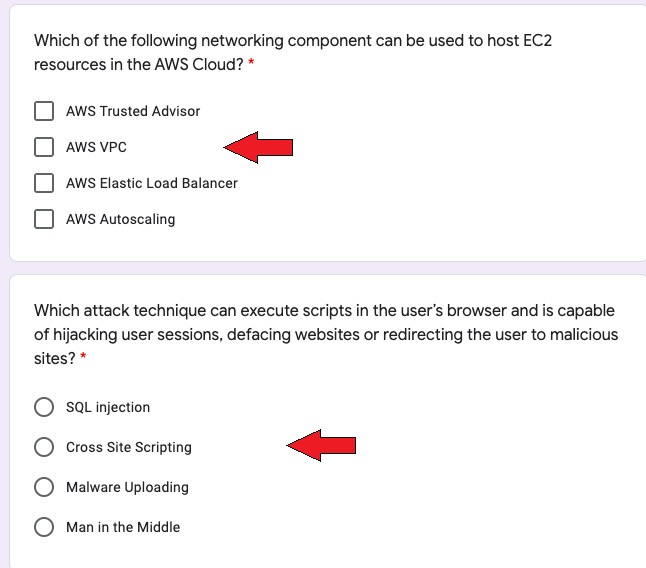 Which of the following networking component can be used to host EC2
resources in the AWS Cloud? *
AWS Trusted Advisor
AWS VPC
AWS Elastic Load Balancer
AWS Autoscaling
Which attack technique can execute scripts in the user’s browser and is capable
of hijacking user sessions, defacing websites or redirecting the user to malicious
sites? *
SQL injection
Cross Site Scripting
Malware Uploading
Man in the Middle